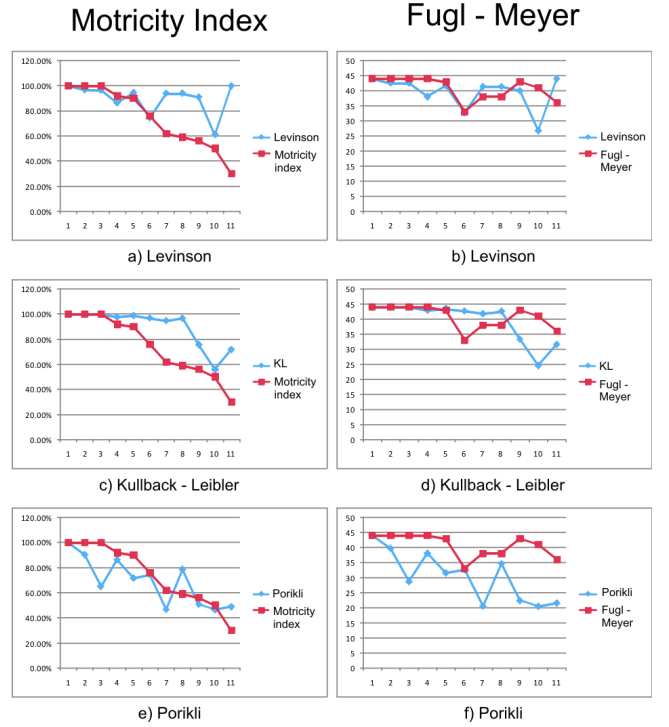 Motricity Index
Fugl - Meyer
120.00%
100.00%
80.00%
60.00%
40.00%
20.00%
0.00%
1 2 3 4 5 6 7 8 9 10 11
Levinson
Motricity
index
a) Levinson
50
45
40
35
30
25
20
15
10
5
0
1 2 3 4 5 6 7 8 9 10 11
Levinson
Fugl -
Meyer
b) Levinson
120.00%
100.00%
80.00%
60.00%
40.00%
20.00%
0.00%
1 2 3 4 5 6 7 8 9 10 11
KL
Motricity
index
c) Kullback - Leibler
50
45
40
35
30
25
20
15
10
5
0
1 2 3 4 5 6 7 8 9 10 11
KL
Fugl -
Meyer
d) Kullback - Leibler
120.00%
100.00%
80.00%
60.00%
40.00%
20.00%
0.00%
1 2 3 4 5 6 7 8 9 10 11
Porikli
Motricity
index
e) Porikli
50
45
40
35
30
25
20
15
10
5
0
1 2 3 4 5 6 7 8 9 10 11
Porikli
Fugl -
Meyer
f) Porikli